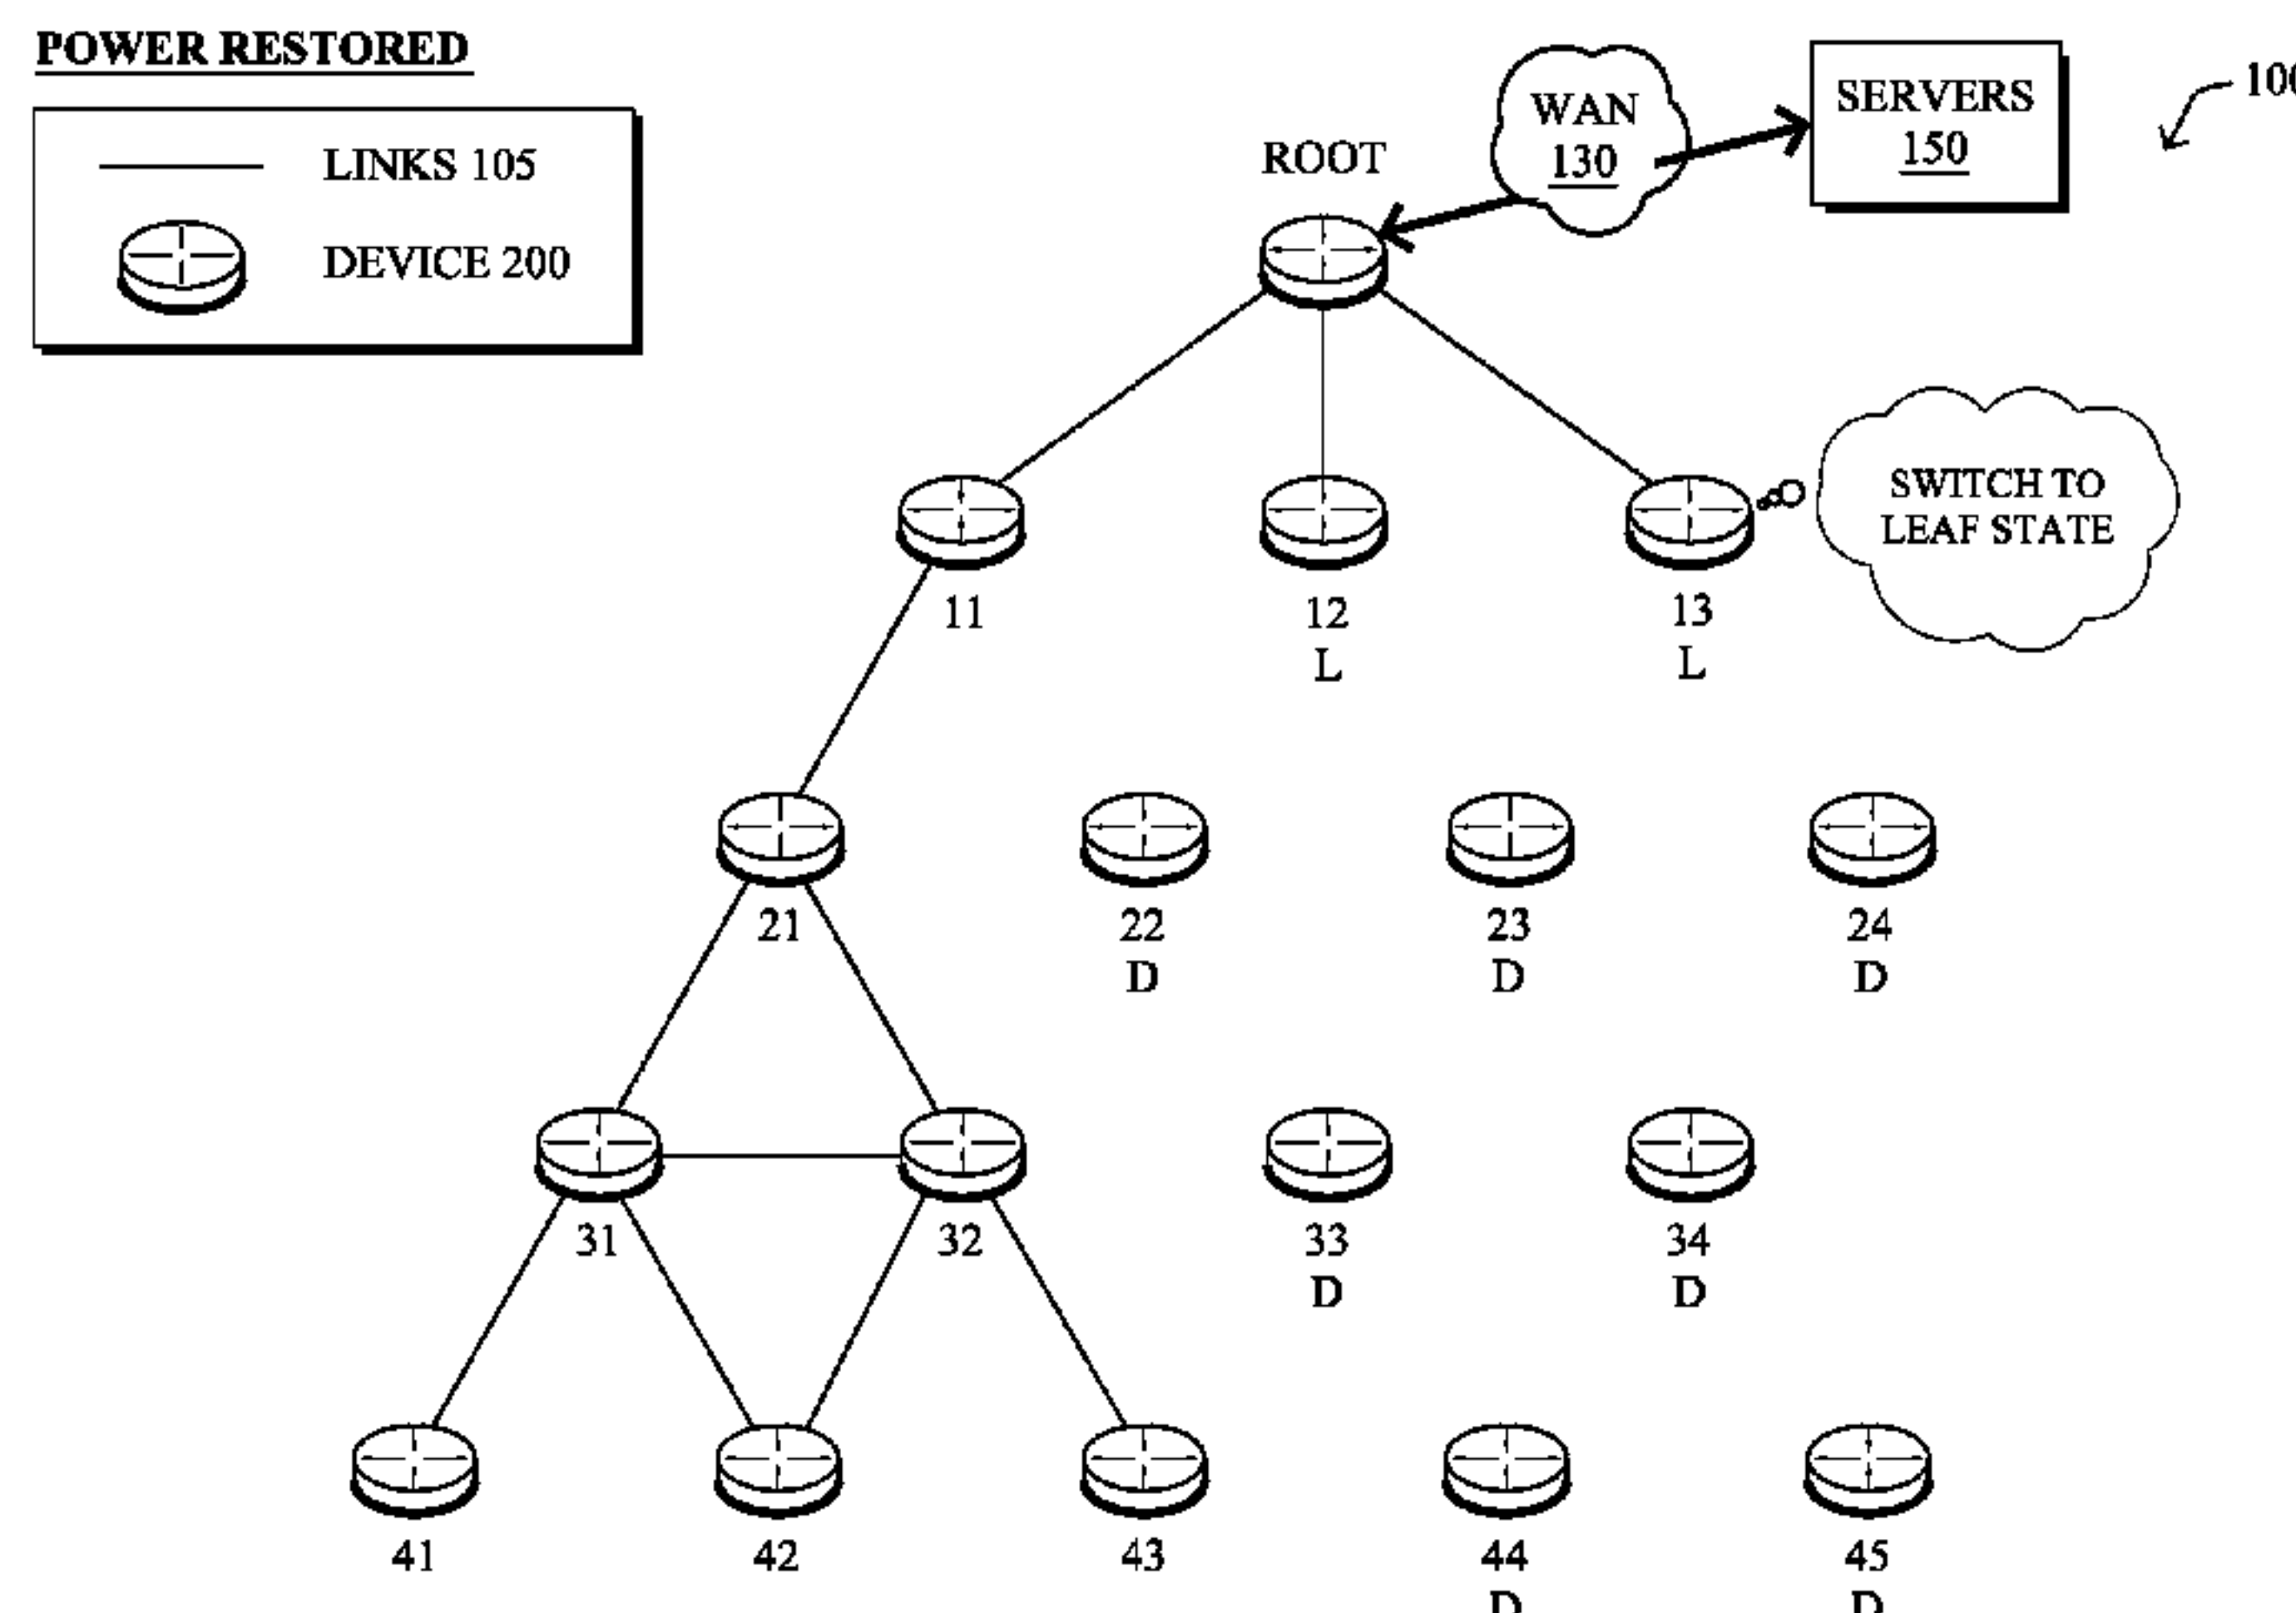 POWER RESTORED
LINKS 105
DEVICE 200
ROOT
WAN
130
SERVERS
150
100
SWITCH TO
LEAF STATE
11
12
13
L
L
21
22
23
24
D
D
D
31
32
33
34
D
D
41
42
43
44
45
D
D